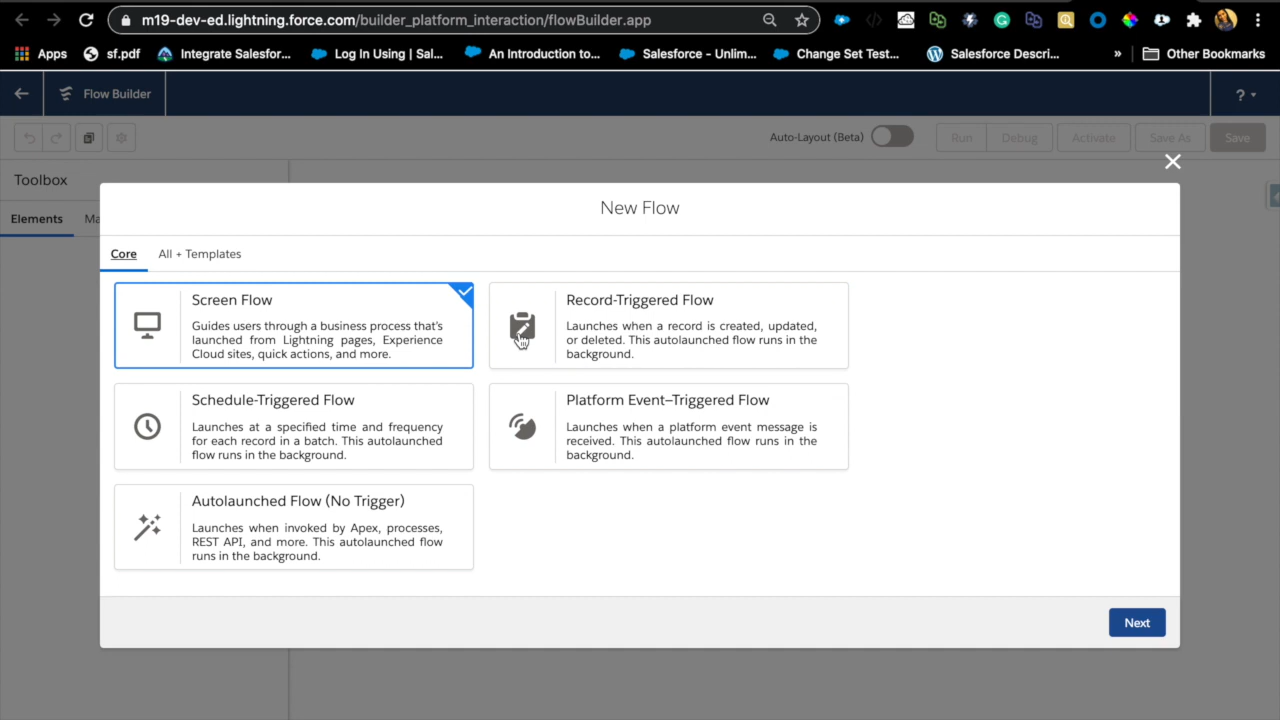 m19-dev-ed.lightning.force.com/builder_platform_interaction/flowBuilder.app
Apps
sf.pdf
Integrate Salesfor...
Log In Using | Sal...
An Introduction to...
Salesforce - Unlim...
Change Set Test...
Salesforce Descri...
»
Other Bookmarks
Flow Builder
?
Auto-Layout (Beta)
Run
Debug
Activate
Save As
Save
Toolbox
Elements
Ma
New Flow
Core
All + Templates
Screen Flow
Guides users through a business process that's
launched from Lightning pages, Experience
Cloud sites, quick actions, and more.
Record-Triggered Flow
Launches when a record is created, updated,
or deleted. This autolaunched flow runs in the
background.
Schedule-Triggered Flow
Launches at a specified time and frequency
for each record in a batch. This autolaunched
flow runs in the background.
Platform Event–Triggered Flow
Launches when a platform event message is
received. This autolaunched flow runs in the
background.
Autolaunched Flow (No Trigger)
Launches when invoked by Apex, processes,
REST API, and more. This autolaunched flow
runs in the background.
Next